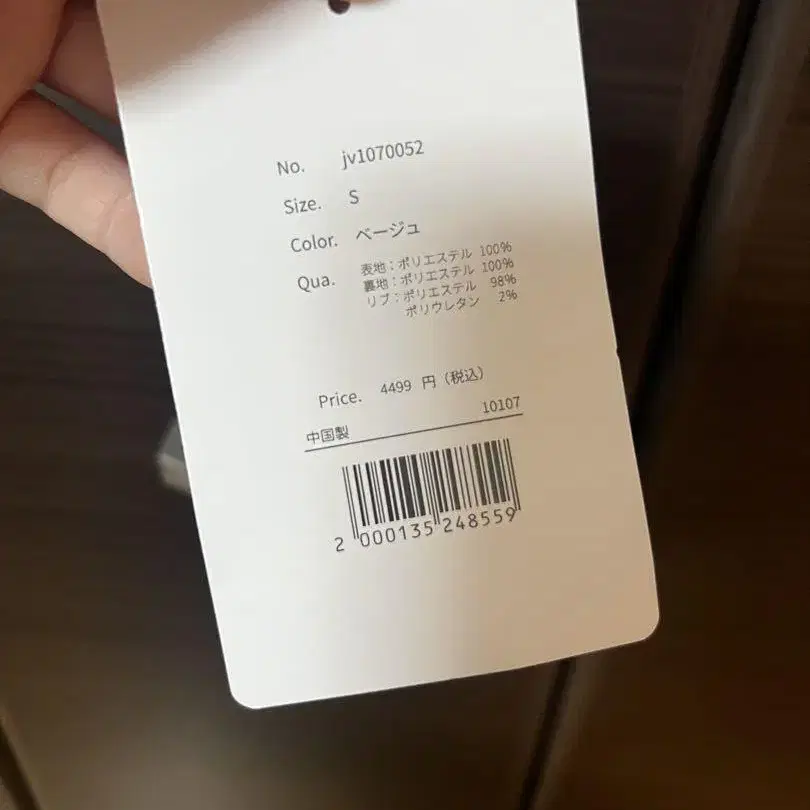 No. jv1070052
Size. S
Color. ベージュ
Qua. 表地：ポリエステル 100%
裏地：ポリエステル 100%
リブ：ポリエステル 98%
ポリウレタン 2%
Price. 4499 円（税込）
中国製 10107
2 000135 248559